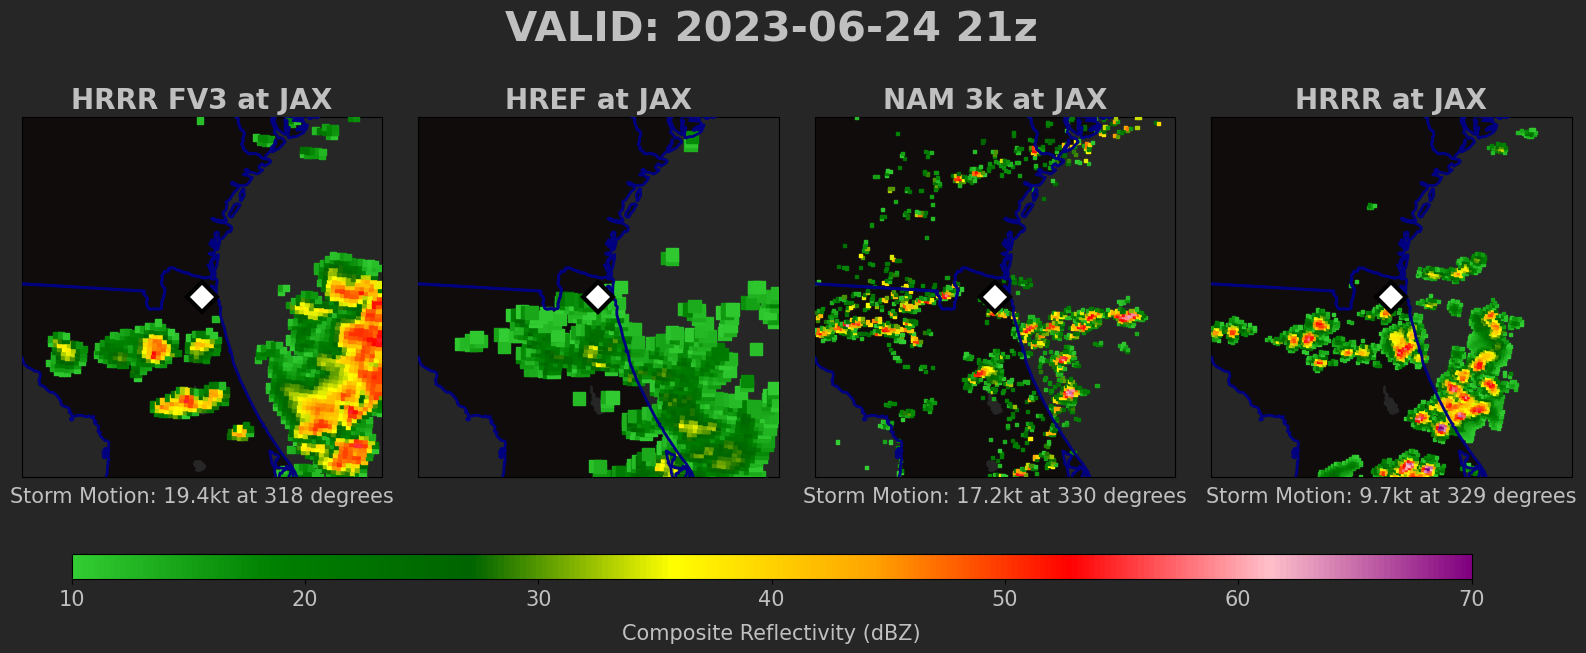 VALID: 2023-06-24 21z
HRRR FV3 at JAX
HREF at JAX
NAM 3k at JAX
HRRR at JAX
Storm Motion: 19.4kt at 318 degrees
Storm Motion: 17.2kt at 330 degrees
Storm Motion: 9.7kt at 329 degrees
10 20 30 40 50 60 70
Composite Reflectivity (dBZ)